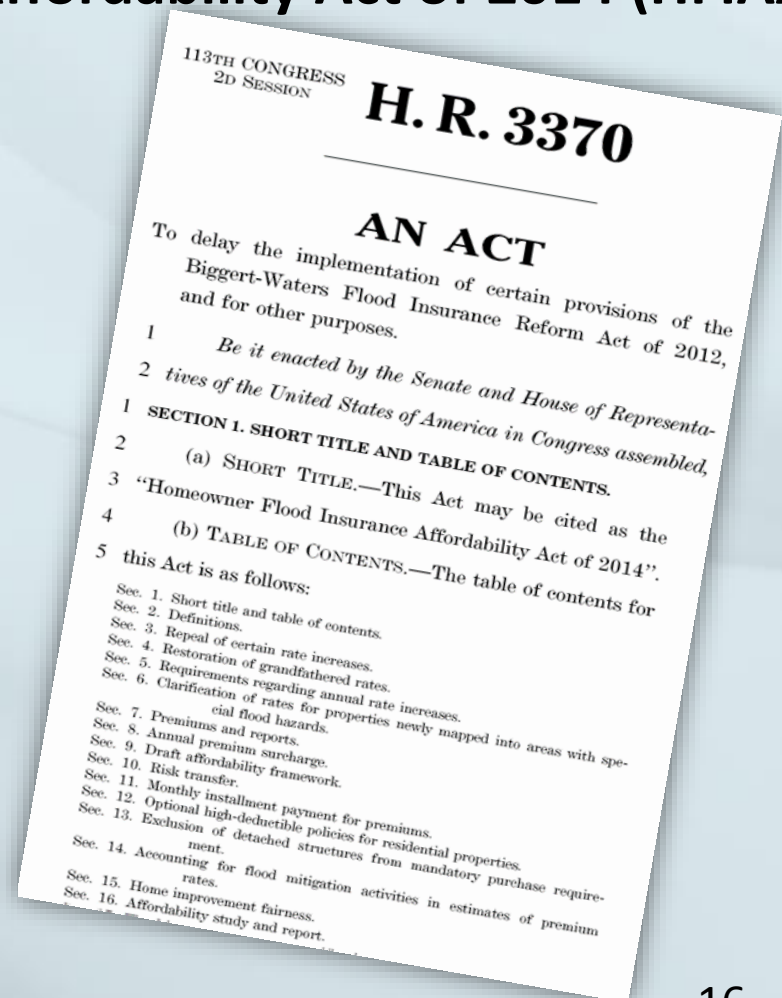 Affordability Act of 2014 (HFIAA
113TH CONGRESS
2D SESSION
H. R. 3370
AN ACT
To delay the implementation of certain provisions of the
Biggert-Waters Flood Insurance Reform Act of 2012,
and for other purposes.
1 Be it enacted by the Senate and House of Representa-
2 tives of the United States of America in Congress assembled,
1 SECTION 1. SHORT TITLE AND TABLE OF CONTENTS.
2 (a) SHORT TITLE.—This Act may be cited as the
3 “Homeowner Flood Insurance Affordability Act of 2014”.
4 (b) TABLE OF CONTENTS.—The table of contents for
5 this Act is as follows:
Sec. 1. Short title and table of contents.
Sec. 2. Definitions.
Sec. 3. Repeal of certain rate increases.
Sec. 4. Restoration of grandfathered rates.
Sec. 5. Requirements regarding annual rate increases.
Sec. 6. Clarification of rates for properties newly mapped into areas with spe-
cial flood hazards.
Sec. 7. Premiums and reports.
Sec. 8. Annual premium surcharge.
Sec. 9. Draft affordability framework.
Sec. 10. Risk transfer.
Sec. 11. Monthly installment payment for premiums.
Sec. 12. Optional high-deductible policies for residential properties.
Sec. 13. Exclusion of detached structures from mandatory purchase require-
ment.
Sec. 14. Accounting for flood mitigation activities in estimates of premium
rates.
Sec. 15. Home improvement fairness.
Sec. 16. Affordability study and report.
16